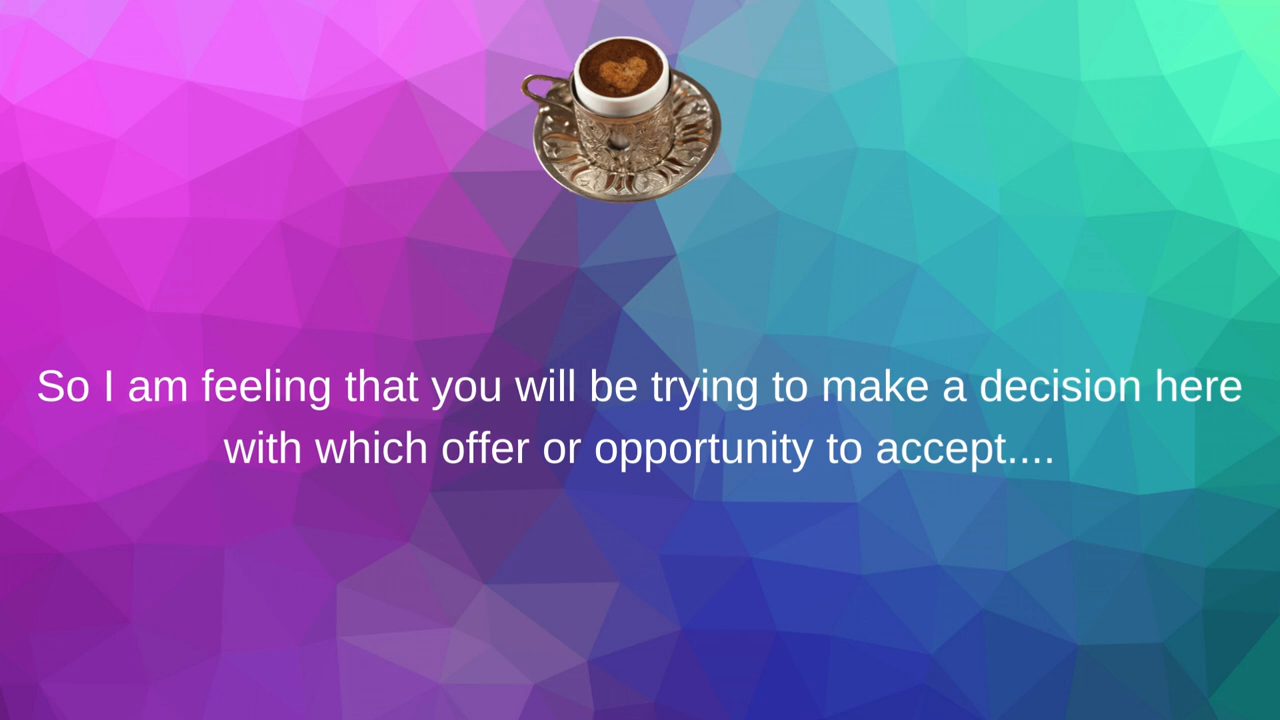 So I am feeling that you will be trying to make a decision here
with which offer or opportunity to accept....